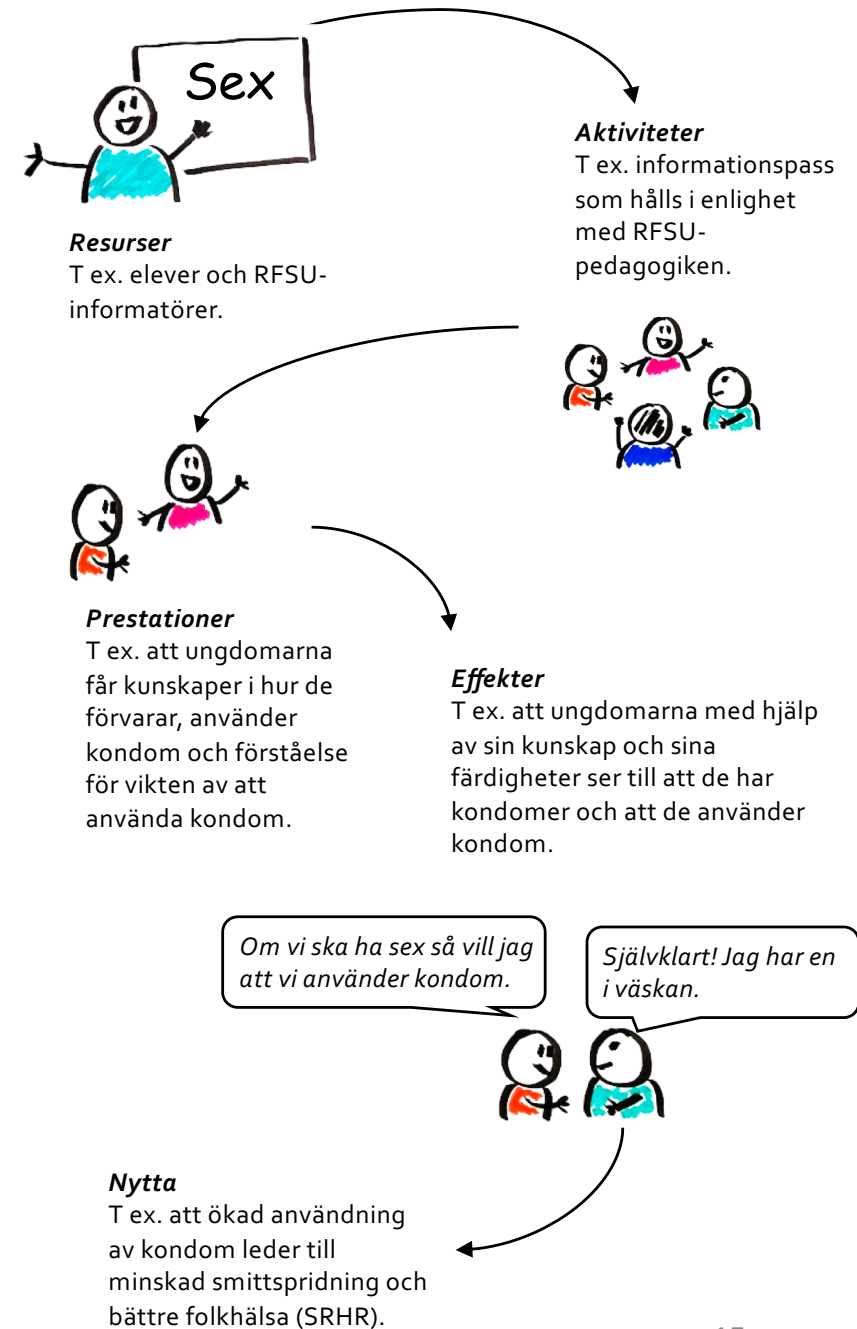 Sex
Resurser
T ex. elever och RFSU-
informatörer.
Aktiviteter
T ex. informationspass
som hålls i enlighet
med RFSU-
pedagogiken.
Prestationer
T ex. att ungdomarna
får kunskaper i hur de
förvarar, använder
kondom och förståelse
för vikten av att
använda kondom.
Effekter
T ex. att ungdomarna med hjälp
av sin kunskap och sina
färdigheter ser till att de har
kondomer och att de använder
kondom.
Om vi ska ha sex så vill jag
att vi använder kondom.
Självklart! Jag har en
i väskan.
Nytta
T ex. att ökad användning
av kondom leder till
minskad smittspridning och
bättre folkhälsa (SRHR).